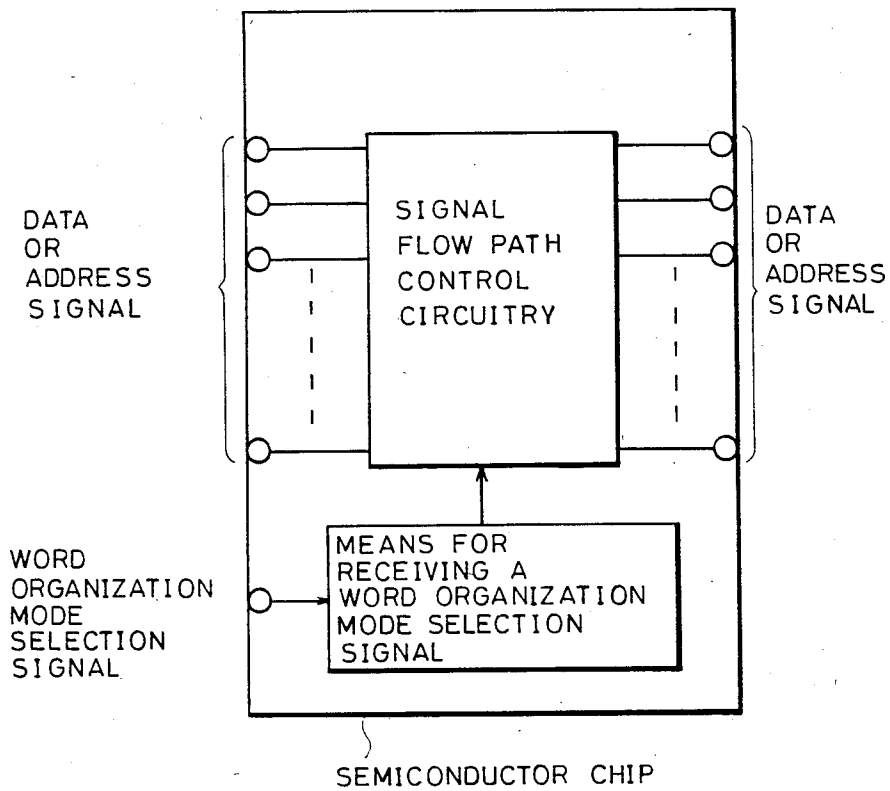 DATA
OR
ADDRESS
SIGNAL
SIGNAL
FLOW PATH
CONTROL
CIRCUITRY
DATA
OR
ADDRESS
SIGNAL
WORD
ORGANIZATION
MODE
SELECTION
SIGNAL
MEANS FOR
RECEIVING A
WORD ORGANIZATION
MODE SELECTION
SIGNAL
SEMICONDUCTOR CHIP